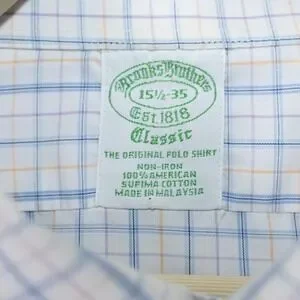 Brooks Brothers
15½-35
Est. 1818
Classic
THE ORIGINAL POLO SHIRT
NON-IRON
100% AMERICAN
SUPIMA COTTON
MADE IN MALAYSIA